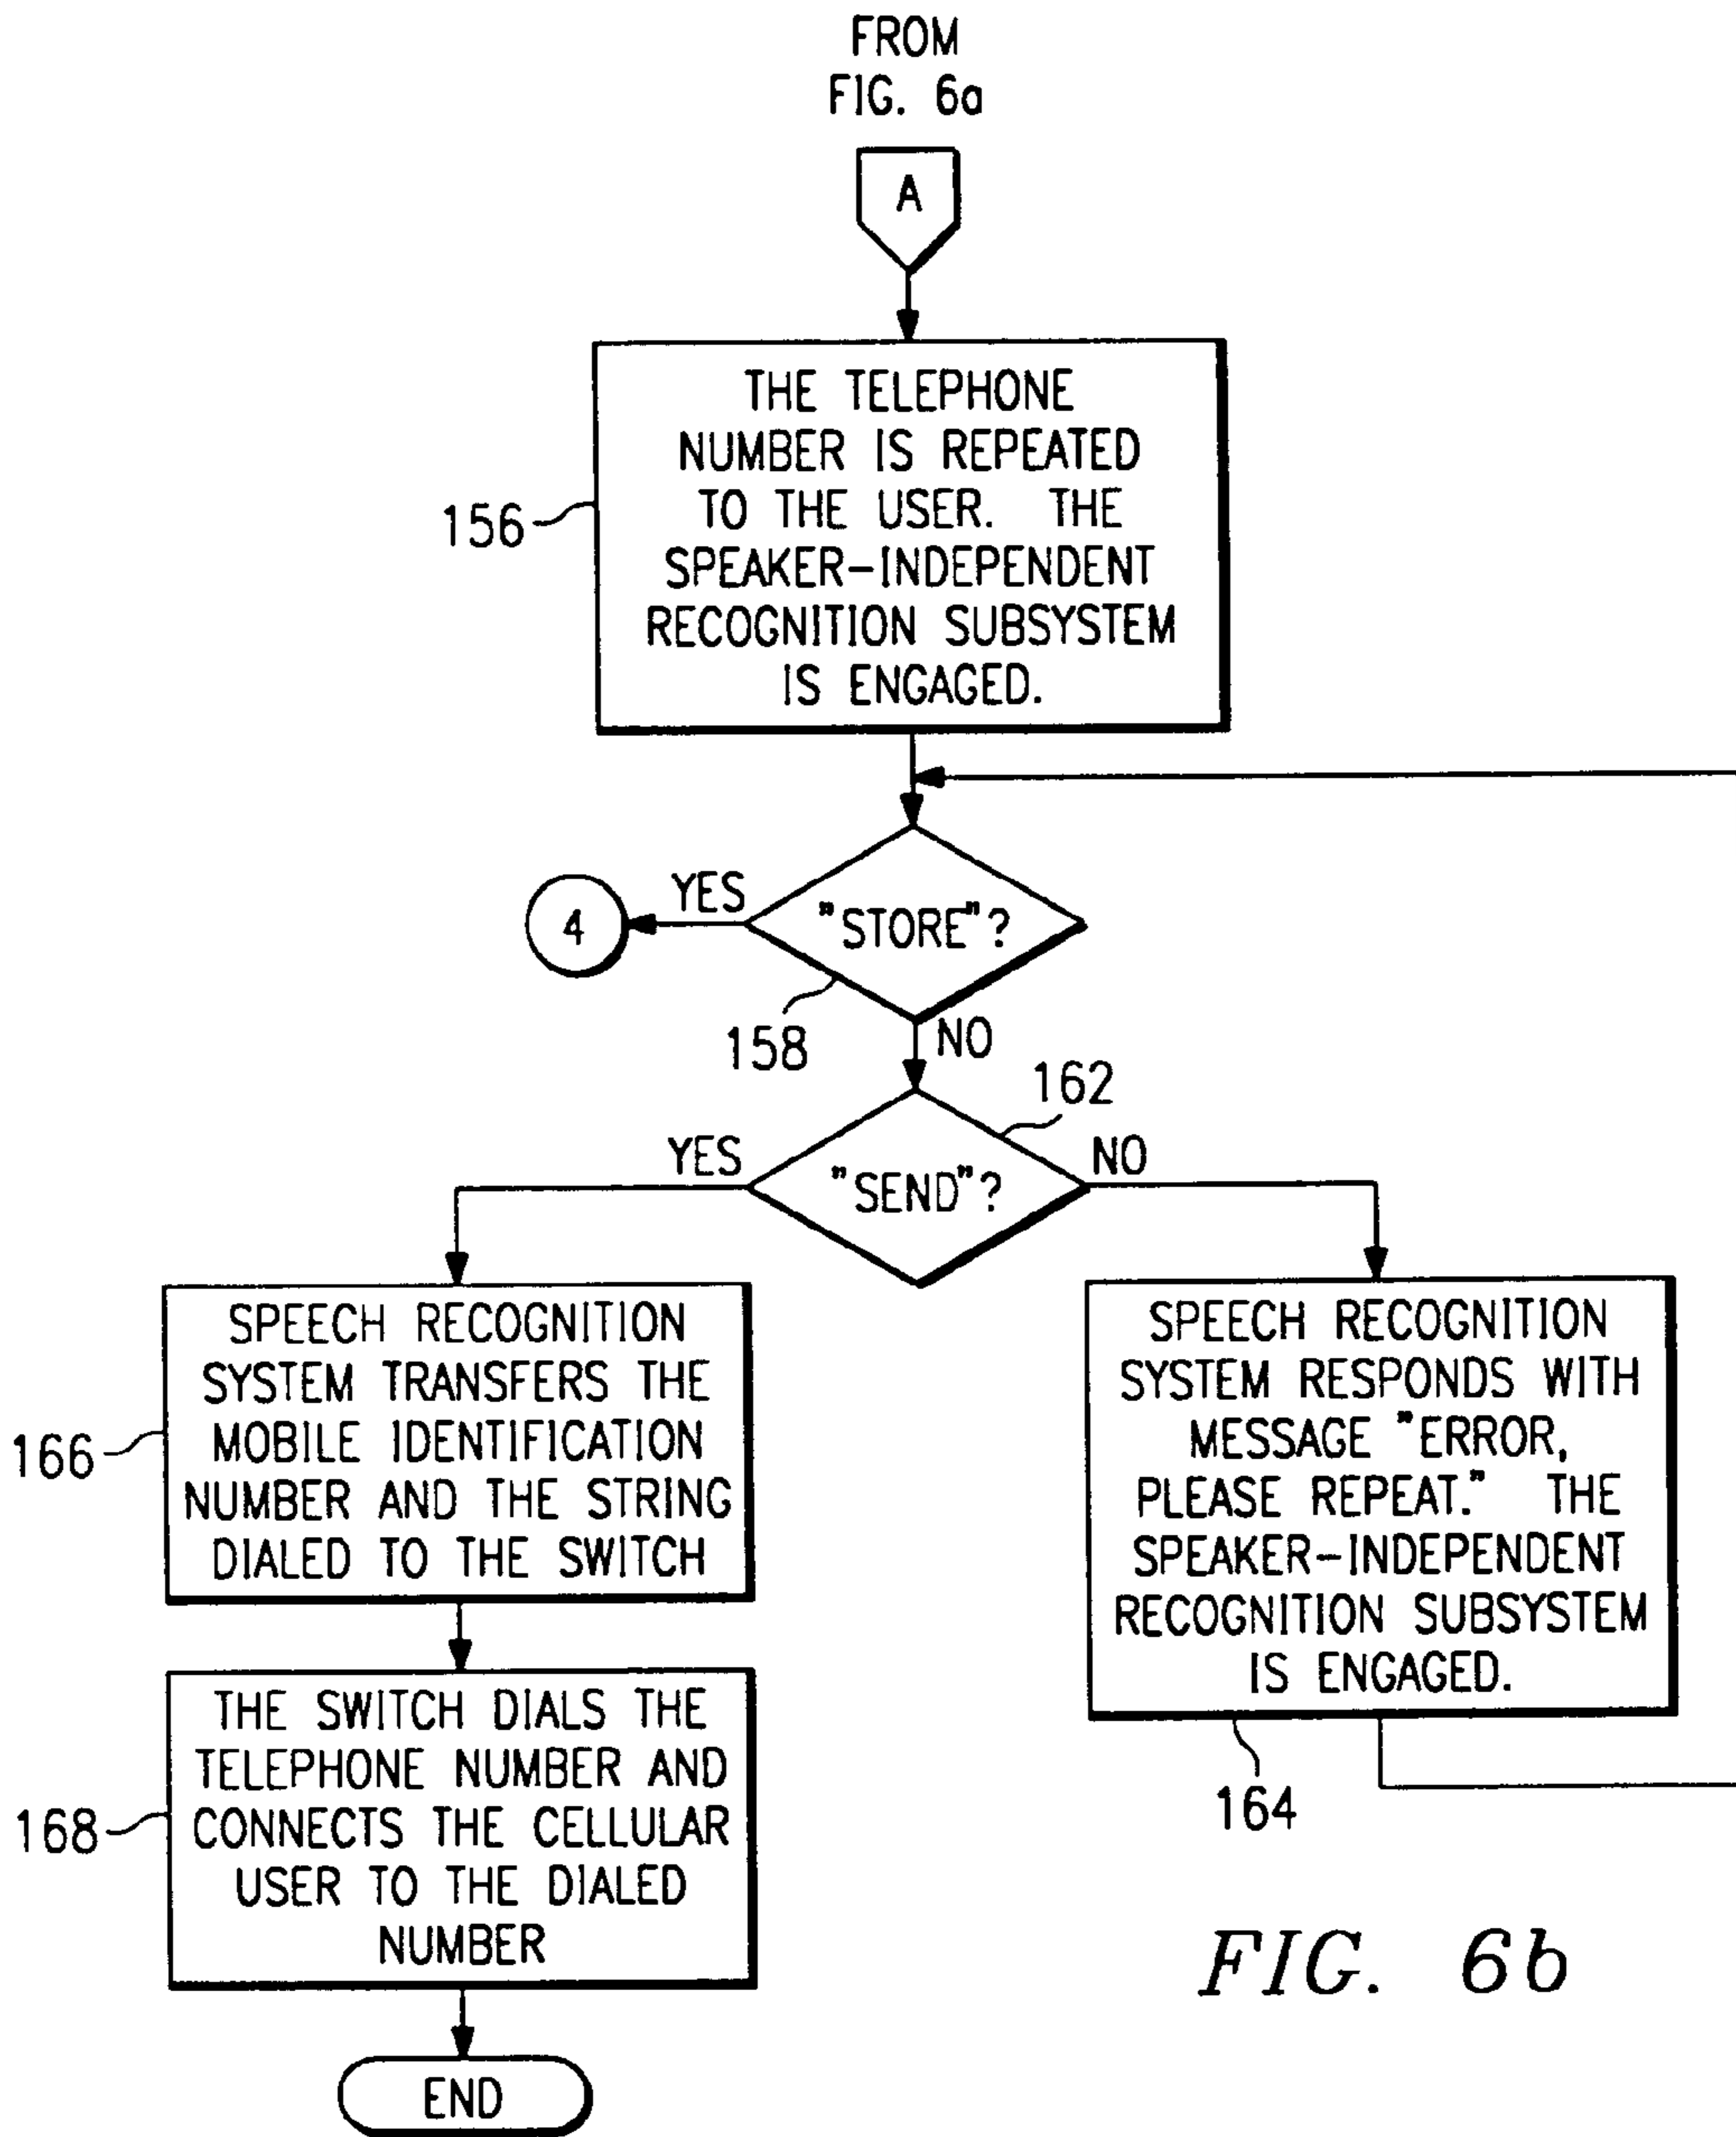 FROM
FIG. 6a
A
THE TELEPHONE
NUMBER IS REPEATED
TO THE USER. THE
SPEAKER-INDEPENDENT
RECOGNITION SUBSYSTEM
IS ENGAGED.
156
YES
"STORE"?
4
158
NO
162
YES
"SEND"?
NO
SPEECH RECOGNITION
SYSTEM TRANSFERS THE
MOBILE IDENTIFICATION
NUMBER AND THE STRING
DIALED TO THE SWITCH
166
SPEECH RECOGNITION
SYSTEM RESPONDS WITH
MESSAGE "ERROR,
PLEASE REPEAT." THE
SPEAKER-INDEPENDENT
RECOGNITION SUBSYSTEM
IS ENGAGED.
164
THE SWITCH DIALS THE
TELEPHONE NUMBER AND
CONNECTS THE CELLULAR
USER TO THE DIALED
NUMBER
168
END
FIG. 6b